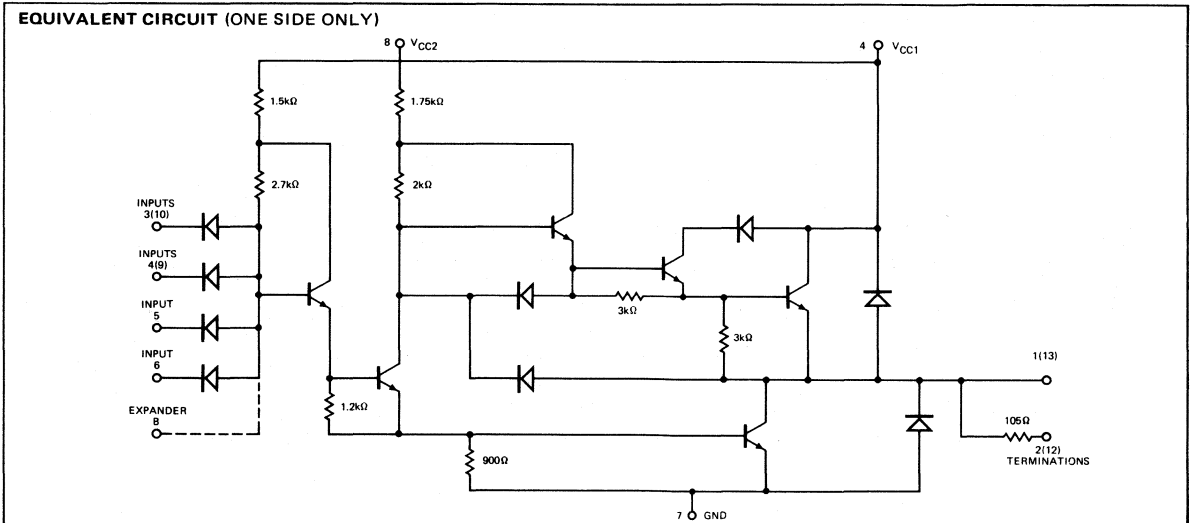 EQUIVALENT CIRCUIT (ONE SIDE ONLY)
8 VCC2
4 VCC1
1.5kΩ
1.75kΩ
2.7kΩ
2kΩ
INPUTS
3(10)
INPUTS
4(9)
INPUT
5
3kΩ
3kΩ
INPUT
6
1(13)
1.2kΩ
EXPANDER
8
105Ω
2(12)
TERMINATIONS
900Ω
7 GND